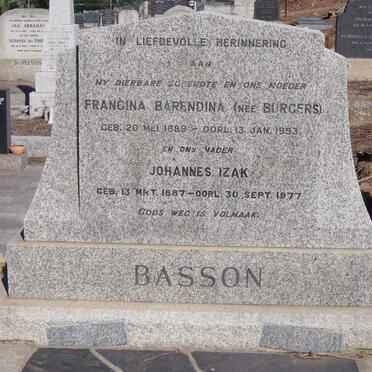 IN LIEFDEVOLLE HERINNERING
AAN
MY DIERBARE EGGENOTE EN ONS MOEDER
FRANCINA BARENDINA (NEE BURGERS)
GEB. 20 MEI 1889 - OORL. 13 JAN. 1953.
EN ONS VADER
JOHANNES IZAK
GEB. 13 MRT. 1887 - OORL. 30 SEPT. 1977
GODS WEG IS VOLMAAK.
BASSON